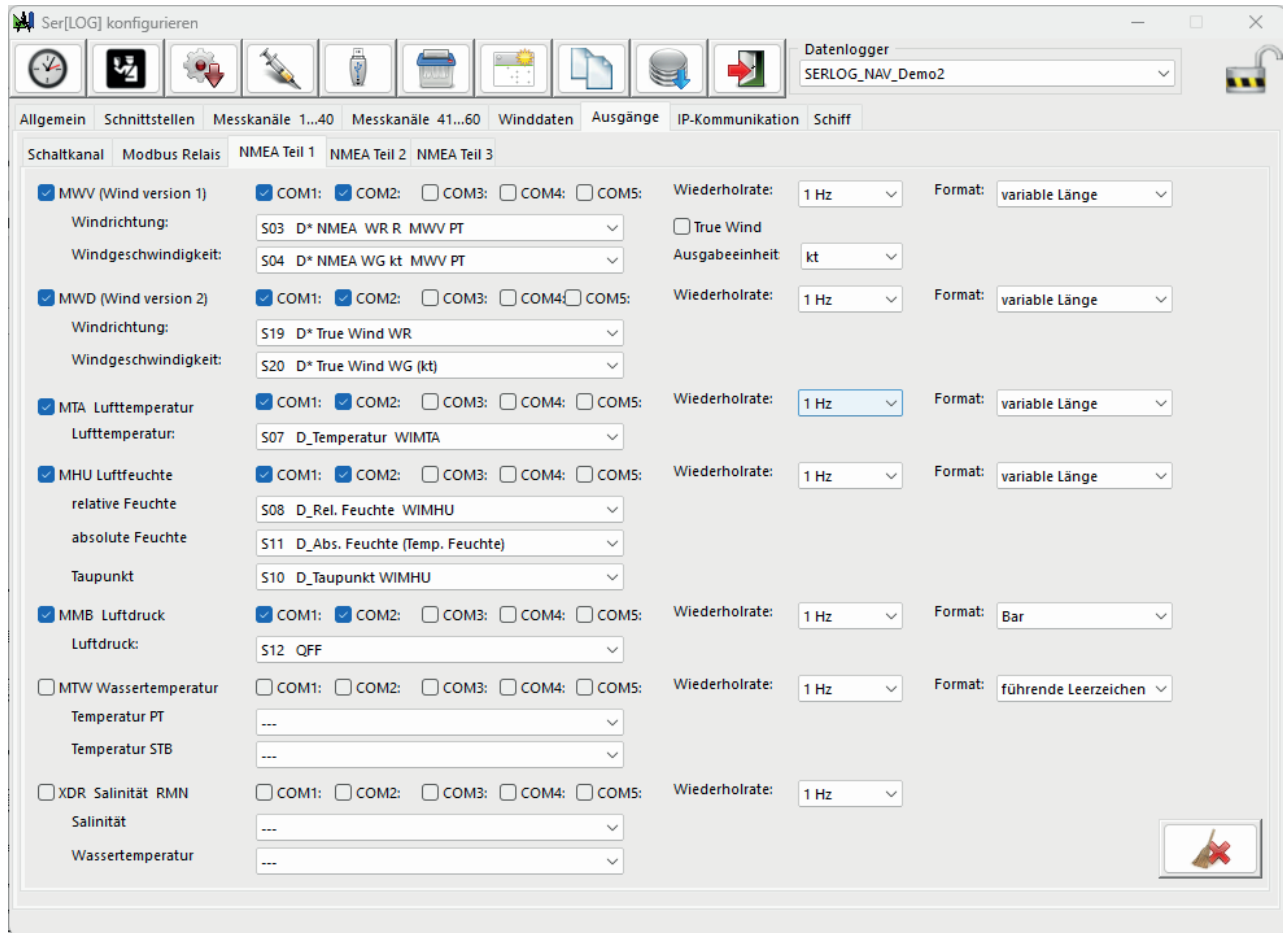 Ser[LOG] konfigurieren
Datenlogger
SERLOG_NAV_Demo2
Allgemein Schnittstellen Messkanäle 1...40 Messkanäle 41...60 Winddaten Ausgänge IP-Kommunikation Schiff
Schaltkanal Modbus Relais NMEA Teil 1 NMEA Teil 2 NMEA Teil 3
MWV (Wind version 1) COM1: COM2: COM3: COM4: COM5: Wiederholrate: 1 Hz Format: variable Länge
Windrichtung: S03 D* NMEA WR R MWV PT True Wind
Windgeschwindigkeit: S04 D* NMEA WG kt MWV PT Ausgabeeinheit kt
MWD (Wind version 2) COM1: COM2: COM3: COM4: COM5: Wiederholrate: 1 Hz Format: variable Länge
Windrichtung: S19 D* True Wind WR
Windgeschwindigkeit: S20 D* True Wind WG (kt)
MTA Lufttemperatur COM1: COM2: COM3: COM4: COM5: Wiederholrate: 1 Hz Format: variable Länge
Lufttemperatur: S07 D_Temperatur WIMTA
MHU Luftfeuchte COM1: COM2: COM3: COM4: COM5: Wiederholrate: 1 Hz Format: variable Länge
relative Feuchte S08 D_Rel. Feuchte WIMHU
absolute Feuchte S11 D_Abs. Feuchte (Temp. Feuchte)
Taupunkt S10 D_Taupunkt WIMHU
MMB Luftdruck COM1: COM2: COM3: COM4: COM5: Wiederholrate: 1 Hz Format: Bar
Luftdruck: S12 QFF
MTW Wassertemperatur COM1: COM2: COM3: COM4: COM5: Wiederholrate: 1 Hz Format: führende Leerzeichen
Temperatur PT ---
Temperatur STB ---
XDR Salinität RMN COM1: COM2: COM3: COM4: COM5: Wiederholrate: 1 Hz
Salinität ---
Wassertemperatur ---